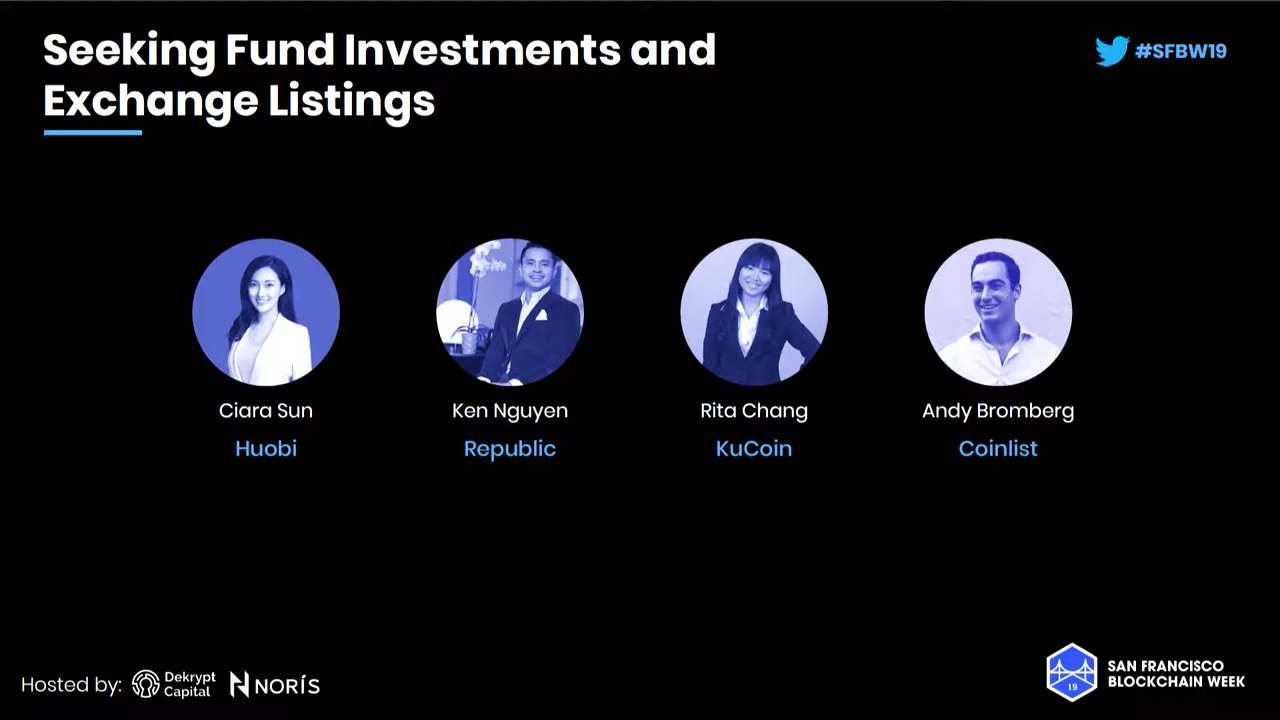 Seeking Fund Investments and
Exchange Listings
#SFBW19
Ciara Sun
Huobi
Ken Nguyen
Republic
Rita Chang
KuCoin
Andy Bromberg
Coinlist
Hosted by:
Dekrypt
Capital
NORÍS
19
SAN FRANCISCO
BLOCKCHAIN WEEK